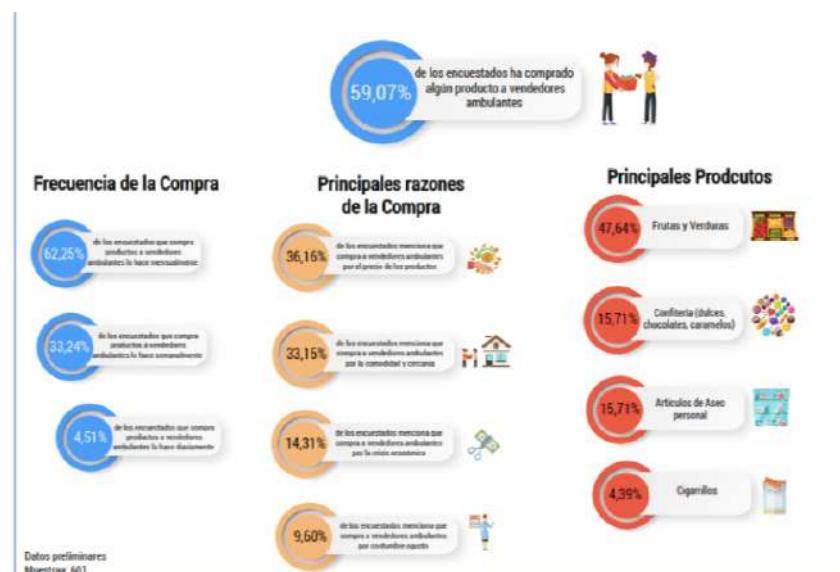 59,07%
de los encuestados ha comprado
algún producto a vendedores
ambulantes
Frecuencia de la Compra
62,25%
de los encuestados que compra
productos a vendedores
ambulantes lo hace mensualmente
33,24%
de los encuestados que compra
productos a vendedores
ambulantes lo hace semanalmente
4,51%
de los encuestados que compra
productos a vendedores
ambulantes lo hace diariamente
Principales razones
de la Compra
36,16%
de los encuestados menciona que
compra a vendedores ambulantes
por el precio de los productos
33,15%
de los encuestados menciona que
compra a vendedores ambulantes
por la comodidad y cercanía
14,31%
de los encuestados menciona que
compra a vendedores ambulantes
por la crisis económica
9,60%
de los encuestados menciona que
compra a vendedores ambulantes
por costumbre o gusto
Principales Prodcutos
47,64%
Frutas y Verduras
15,71%
Confitería (dulces,
chocolates, caramelos)
15,71%
Artículos de Aseo
personal
4,39%
Cigarrillos
Datos preliminares
Muestras: 601